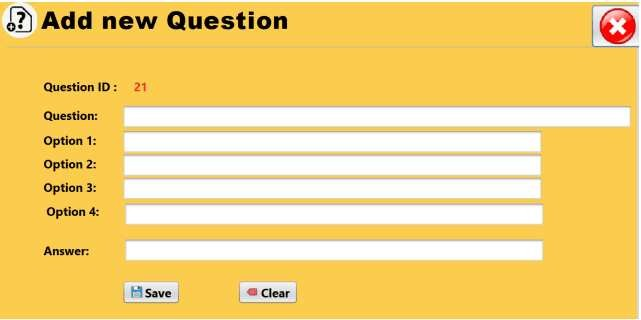 Add new Question
Question ID : 21
Question:
Option 1:
Option 2:
Option 3:
Option 4:
Answer:
Save Clear